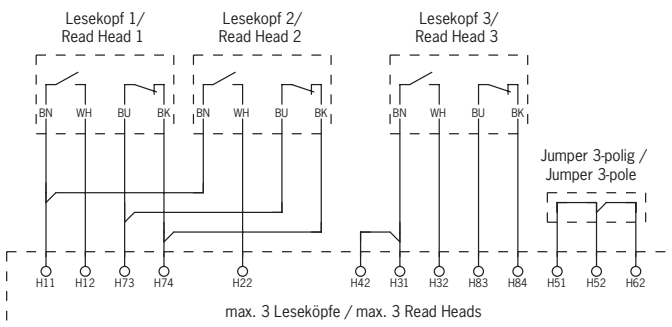 Lesekopf 1/
Read Head 1
Lesekopf 2/
Read Head 2
Lesekopf 3/
Read Head 3
BN WH BU BK BN WH BU BK BN WH BU BK
Jumper 3-polig /
Jumper 3-pole
H11 H12 H73 H74 H22 H42 H31 H32 H83 H84 H51 H52 H62
max. 3 Leseköpfe / max. 3 Read Heads